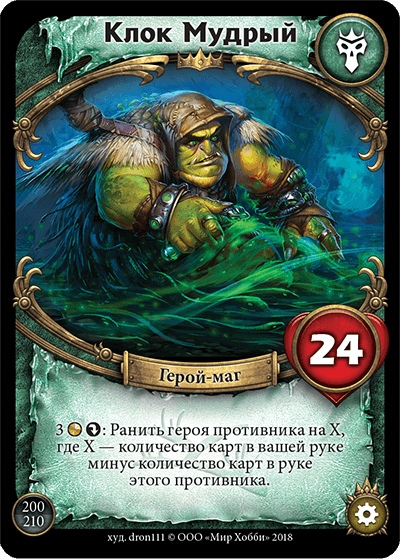 Клок Мудрый
24
Герой-маг
3 : Ранить героя противника на X,
где X — количество карт в вашей руке
минус количество карт в руке
этого противника.
200
210
худ. dron111 © ООО «Мир Хобби» 2018